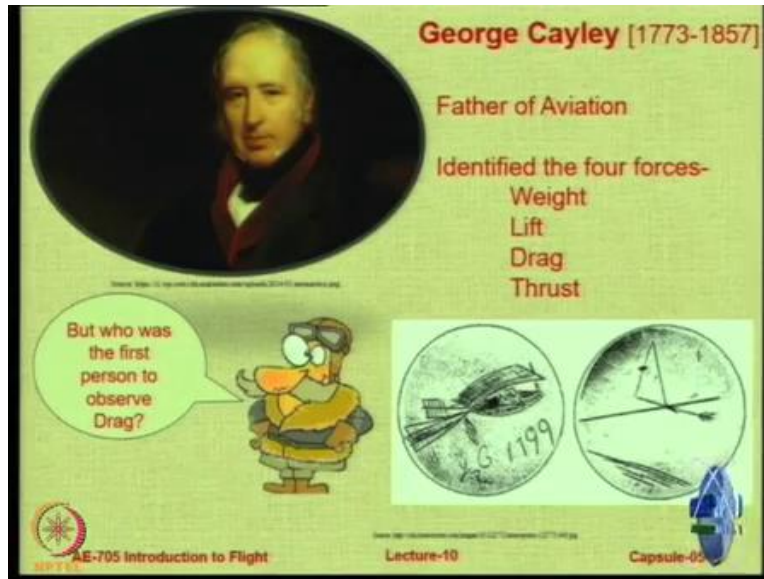 George Cayley [1773-1857]
Father of Aviation
Identified the four forces-
Weight
Lift
Drag
Thrust
But who was
the first
person to
observe
Drag?
G. 1799
NPTEL
AE-705 Introduction to Flight
Lecture-10
Capsule-05